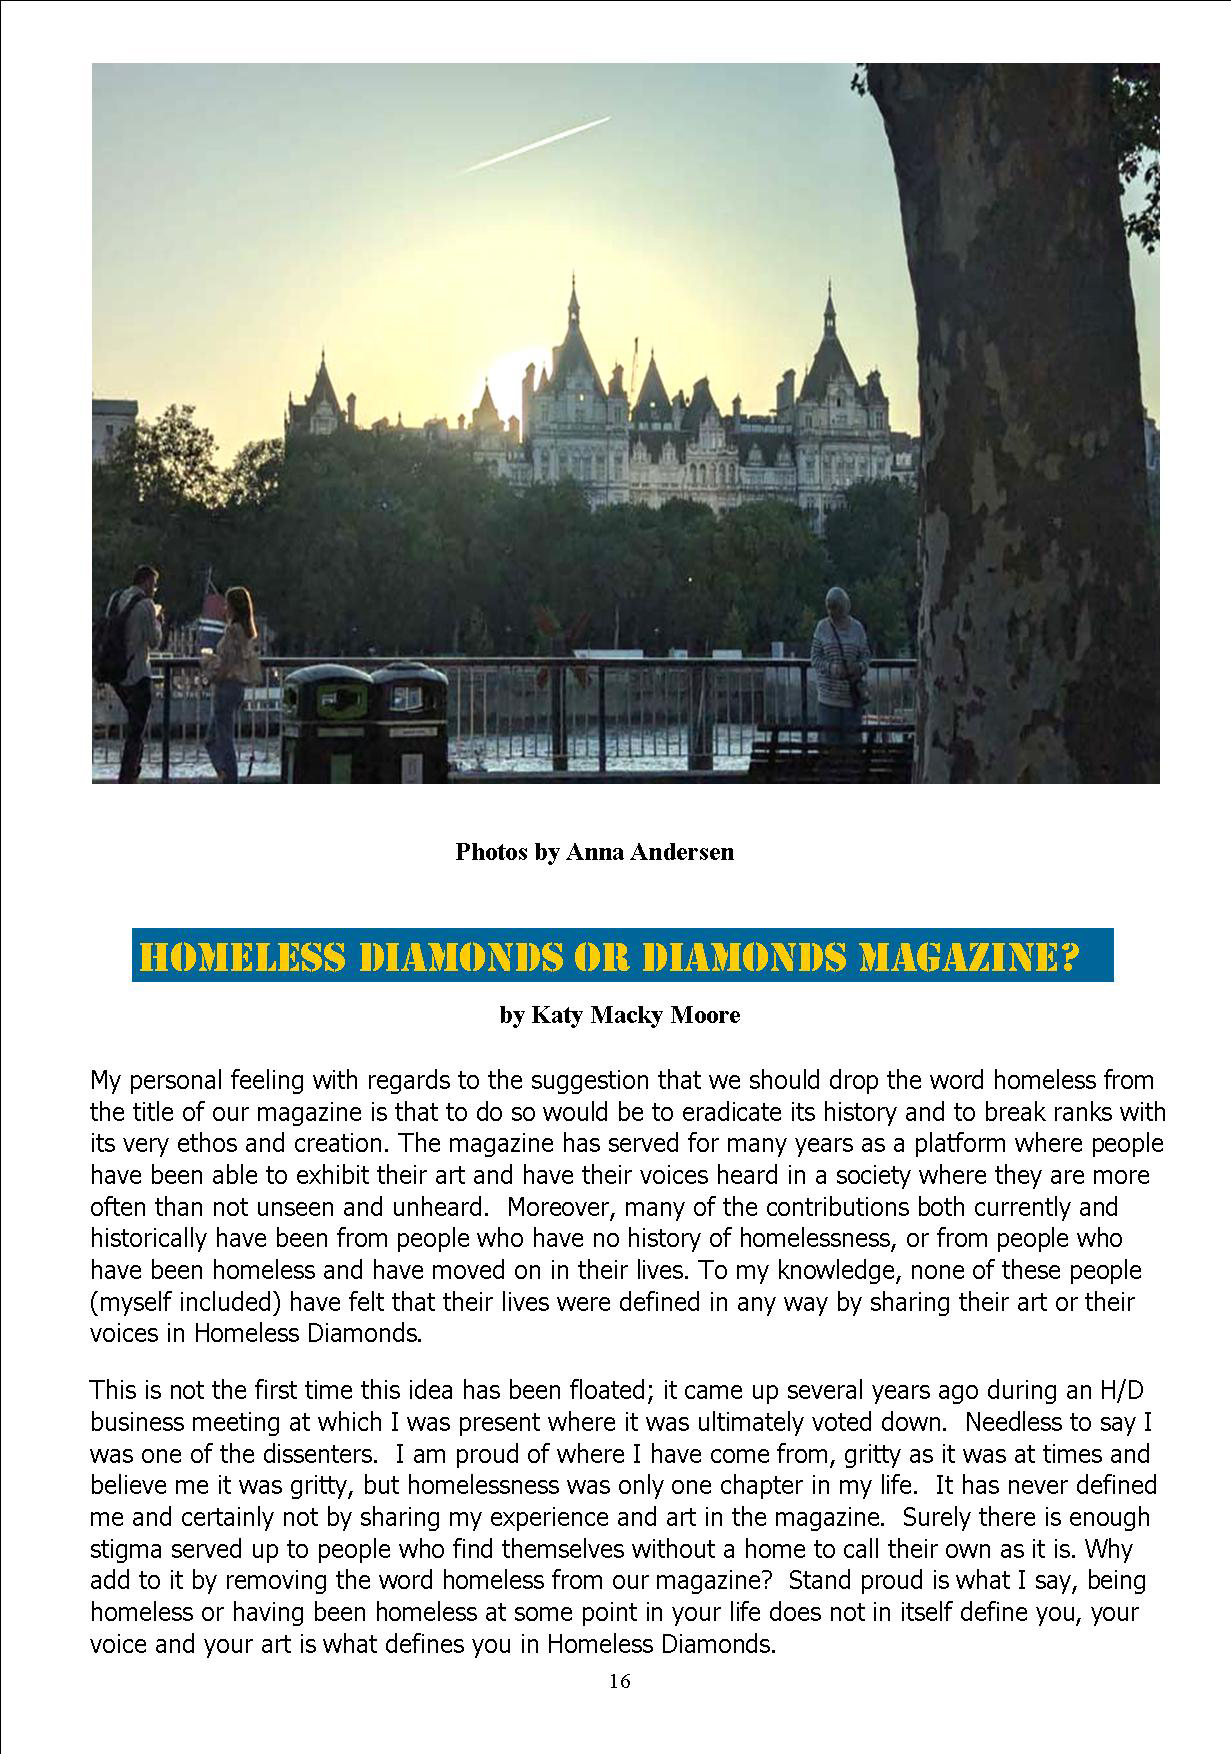 Photos by Anna Andersen
HOMELESS DIAMONDS OR DIAMONDS MAGAZINE?
by Katy Macky Moore
My personal feeling with regards to the suggestion that we should drop the word homeless from
the title of our magazine is that to do so would be to eradicate its history and to break ranks with
its very ethos and creation. The magazine has served for many years as a platform where people
have been able to exhibit their art and have their voices heard in a society where they are more
often than not unseen and unheard.  Moreover, many of the contributions both currently and
historically have been from people who have no history of homelessness, or from people who
have been homeless and have moved on in their lives. To my knowledge, none of these people
(myself included) have felt that their lives were defined in any way by sharing their art or their
voices in Homeless Diamonds.
This is not the first time this idea has been floated; it came up several years ago during an H/D
business meeting at which I was present where it was ultimately voted down.  Needless to say I
was one of the dissenters.  I am proud of where I have come from, gritty as it was at times and
believe me it was gritty, but homelessness was only one chapter in my life.  It has never defined
me and certainly not by sharing my experience and art in the magazine.  Surely there is enough
stigma served up to people who find themselves without a home to call their own as it is. Why
add to it by removing the word homeless from our magazine?  Stand proud is what I say, being
homeless or having been homeless at some point in your life does not in itself define you, your
voice and your art is what defines you in Homeless Diamonds.
16